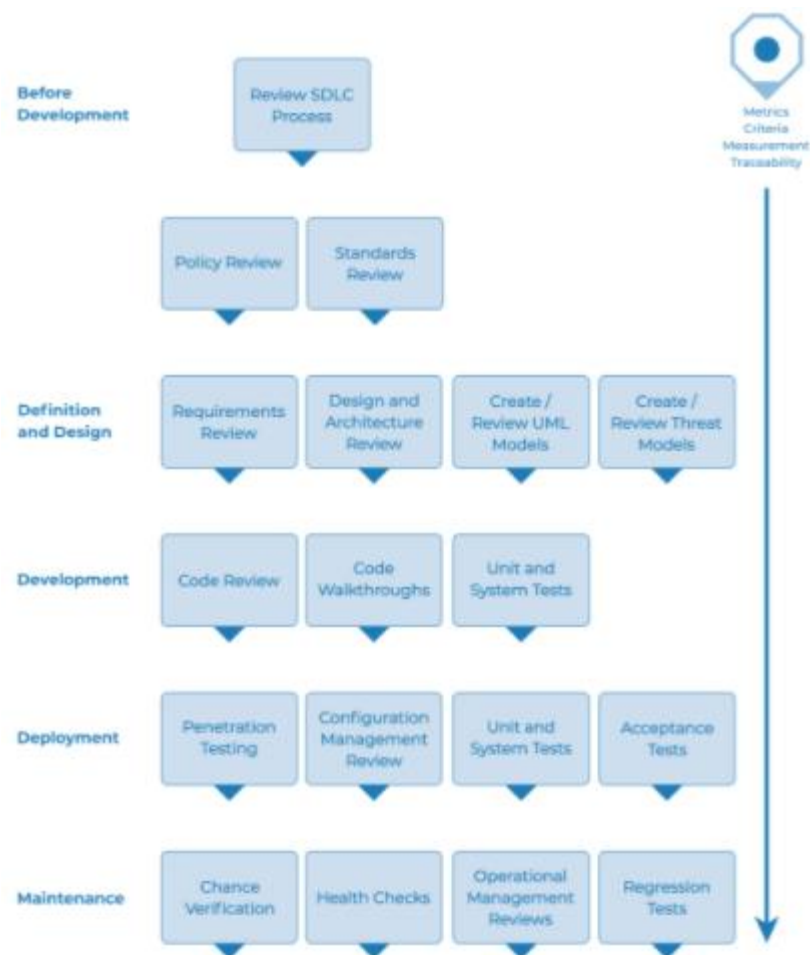 Before
Development
Review SDLC
Process
Metrics
Criteria
Measurement
Traceability
Policy Review
Standards
Review
Definition
and Design
Requirements
Review
Design and
Architecture
Review
Create /
Review UML
Models
Create /
Review Threat
Models
Development
Code Review
Code
Walkthroughs
Unit and
System Tests
Deployment
Penetration
Testing
Configuration
Management
Review
Unit and
System Tests
Acceptance
Tests
Maintenance
Chance
Verification
Health Checks
Operational
Management
Reviews
Regression
Tests